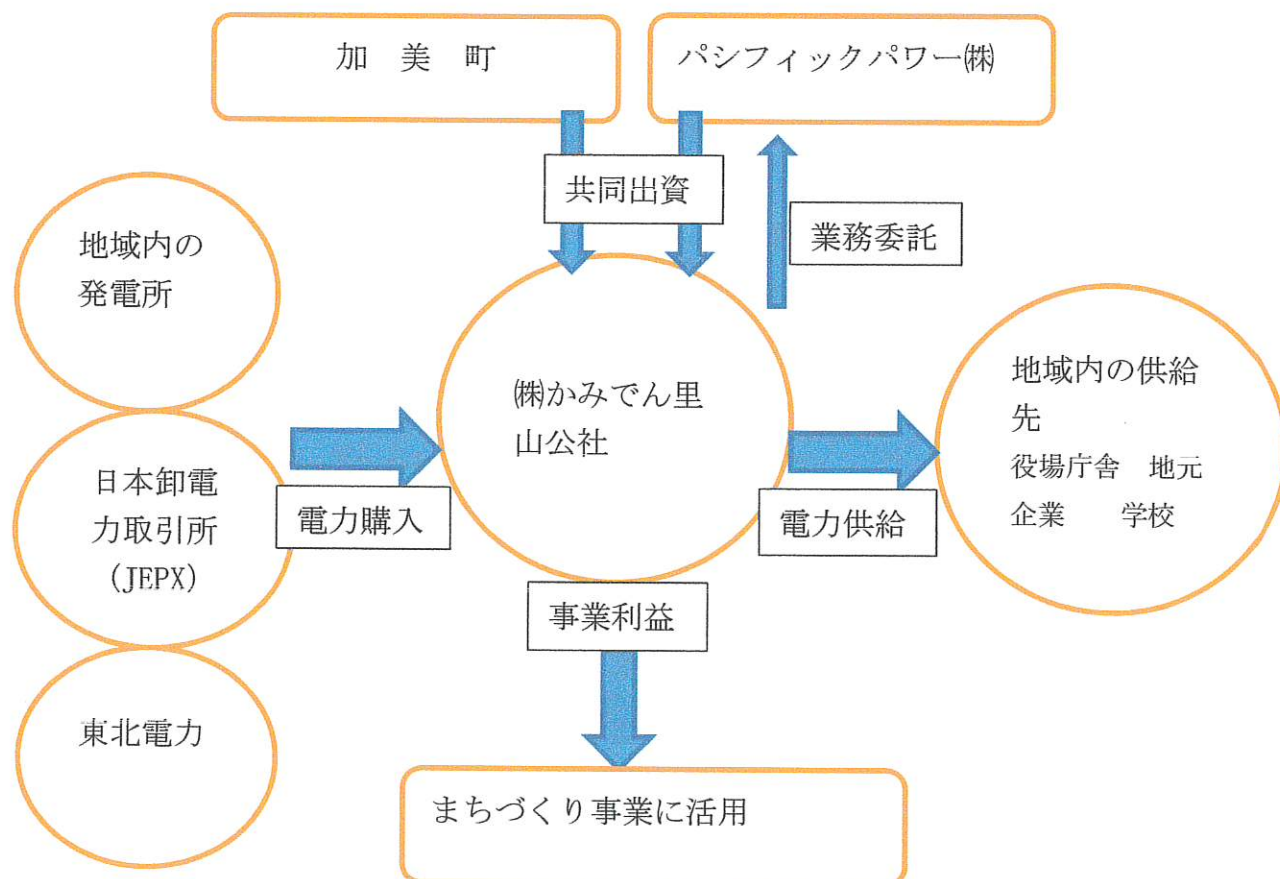 加　美　町
パシフィックパワー㈱
共同出資
業務委託
地域内の
発電所
日本卸電
力取引所
(JEPX)
東北電力
電力購入
㈱かみでん里
山公社
電力供給
地域内の供給
先
役場庁舎　地元
企業　　学校
事業利益
まちづくり事業に活用